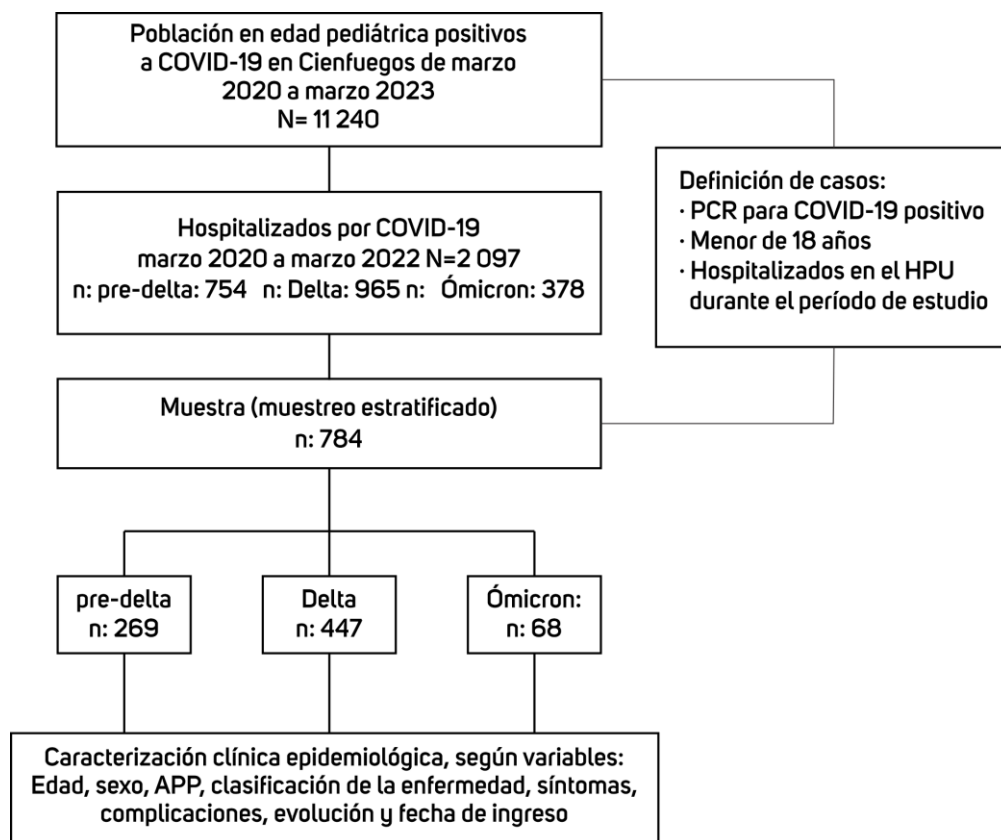 Población en edad pediátrica positivos
a COVID-19 en Cienfuegos de marzo
2020 a marzo 2023
N= 11 240
Definición de casos:
· PCR para COVID-19 positivo
· Menor de 18 años
· Hospitalizados en el HPU
durante el período de estudio
Hospitalizados por COVID-19
marzo 2020 a marzo 2022 N=2 097
n: pre-delta: 754 n: Delta: 965 n: Ómicron: 378
Muestra (muestreo estratificado)
n: 784
pre-delta
n: 269
Delta
n: 447
Ómicron:
n: 68
Caracterización clínica epidemiológica, según variables:
Edad, sexo, APP, clasificación de la enfermedad, síntomas,
complicaciones, evolución y fecha de ingreso